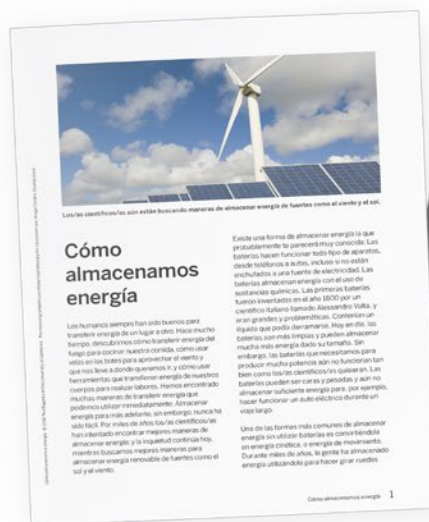 Los/as científicos/as aún están buscando maneras de almacenar energía de fuentes como el viento y el sol.
Cómo
almacenamos
energía
Los humanos siempre han sido buenos para
transferir energía de un lugar a otro. Hace mucho
tiempo, descubrimos cómo transferir energía del
fuego para cocinar nuestra comida, cómo usar
velas en los botes para aprovechar el viento y
que nos lleve a donde queremos ir, y cómo usar
herramientas que transfieren energía de nuestros
cuerpos para realizar labores. Hemos encontrado
muchas maneras de transferir energía que
podemos utilizar inmediatamente. Almacenar
energía para más adelante, sin embargo, nunca ha
sido fácil. Por miles de años los/as científicos/as
han intentado encontrar mejores maneras de
almacenar energía; y la inquietud continúa hoy,
mientras buscamos mejores maneras para
almacenar energía renovable de fuentes como el
sol y el viento.
Existe una forma de almacenar energía la que
probablemente te parecerá muy conocida: Las
baterías hacen funcionar todo tipo de aparatos,
desde teléfonos a autos, incluso si no están
enchufados a una fuente de electricidad. Las
baterías almacenan energía con el uso de
sustancias químicas. Las primeras baterías
fueron inventadas en el año 1800 por un
científico italiano llamado Alessandro Volta, y
eran grandes y problemáticas. Contenían un
líquido que podía derramarse. Hoy en día, las
baterías son más limpias y pueden almacenar
mucha más energía dado su tamaño. Sin
embargo, las baterías que necesitamos para
producir mucha potencia aún no funcionan tan
bien como los/as científicos/as quisieran. Las
baterías pueden ser caras y pesadas y aún no
almacenar suficiente energía para, por ejemplo,
hacer funcionar un auto eléctrico durante un
viaje largo.
Una de las formas más comunes de almacenar
energía sin utilizar baterías es convirtiéndola
en energía cinética, o energía de movimiento.
Durante miles de años, la gente ha almacenado
energía utilizándola para hacer girar ruedas
Cómo almacenamos energía 1